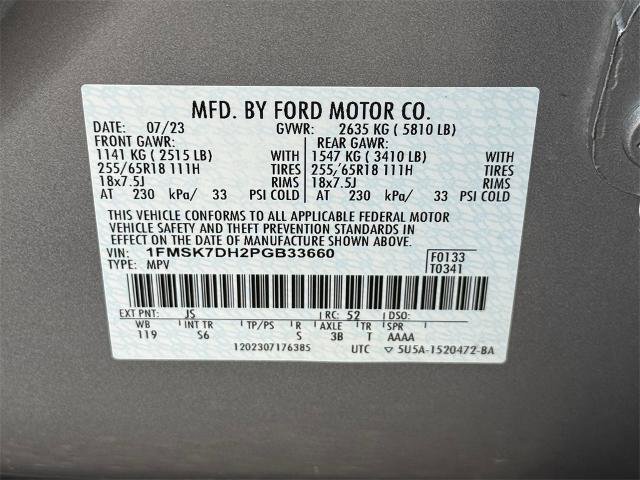 MFD. BY FORD MOTOR CO.
DATE: 07/23 GVWR: 2635 KG ( 5810 LB)
FRONT GAWR: REAR GAWR:
1141 KG ( 2515 LB) WITH 1547 KG ( 3410 LB) WITH
255/65R18 111H TIRES 255/65R18 111H TIRES
18x7.5J RIMS 18x7.5J RIMS
AT 230 kPa/ 33 PSI COLD AT 230 kPa/ 33 PSI COLD
THIS VEHICLE CONFORMS TO ALL APPLICABLE FEDERAL MOTOR
VEHICLE SAFETY AND THEFT PREVENTION STANDARDS IN
EFFECT ON THE DATE OF MANUFACTURE SHOWN ABOVE.
VIN: 1FMSK7DH2PGB33660 F0133
TYPE: MPV T0341
EXT PNT: JS RC: 52 DSO:
WB INT TR TP/PS R AXLE TR SPR
119 S6 S 3B T AAAA
1202307176385 UTC ▽ 5U5A-1520472-BA